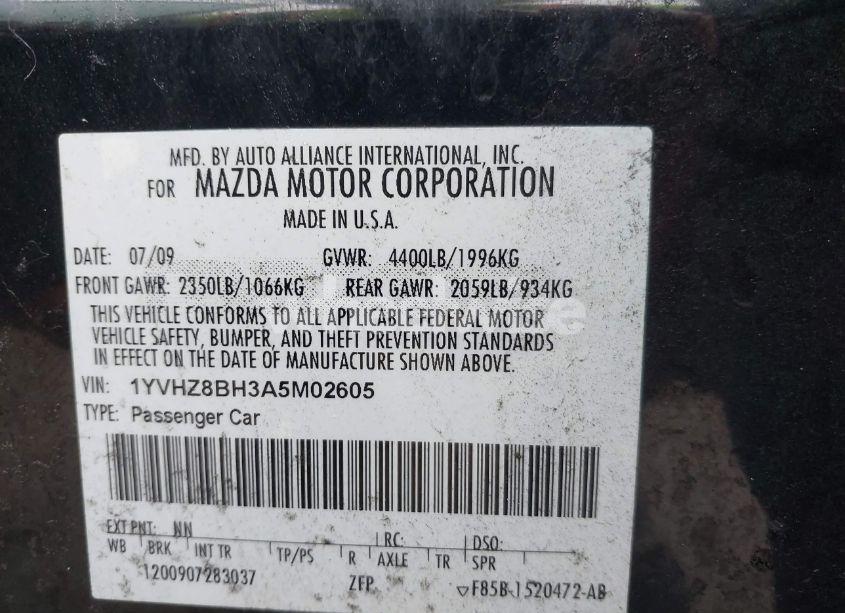 MFD. BY AUTO ALLIANCE INTERNATIONAL, INC.
FOR MAZDA MOTOR CORPORATION
MADE IN U.S.A.
DATE: 07/09 GVWR: 4400LB/1996KG
FRONT GAWR: 2350LB/1066KG REAR GAWR: 2059LB/934KG
THIS VEHICLE CONFORMS TO ALL APPLICABLE FEDERAL MOTOR
VEHICLE SAFETY, BUMPER, AND THEFT PREVENTION STANDARDS
IN EFFECT ON THE DATE OF MANUFACTURE SHOWN ABOVE.
VIN: 1YVHZ8BH3A5M02605
TYPE: Passenger Car
EXT PNT: NN RC: DSO:
WB BRK INT TR TP/PS R AXLE TR SPR
1200907283037 ZFP ▽F85B-1520472-AB